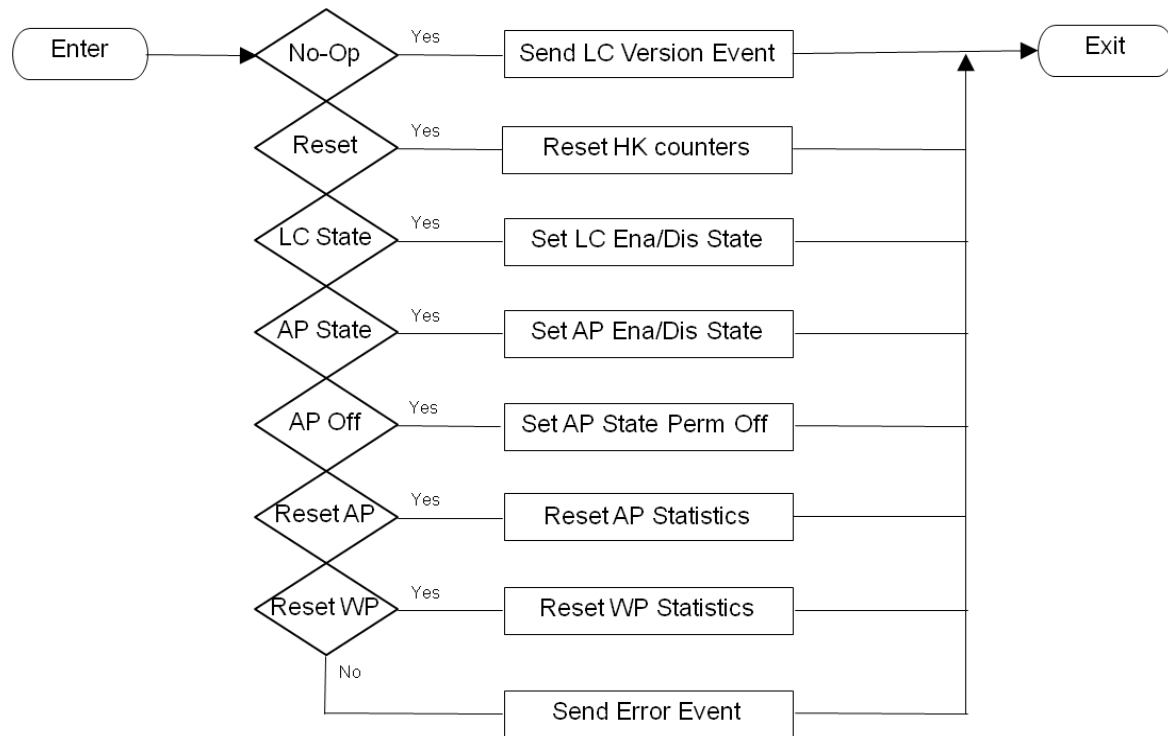 Enter
No-Op
Yes
Send LC Version Event
Exit
Reset
Yes
Reset HK counters
LC State
Yes
Set LC Ena/Dis State
AP State
Yes
Set AP Ena/Dis State
AP Off
Yes
Set AP State Perm Off
Reset AP
Yes
Reset AP Statistics
Reset WP
Yes
Reset WP Statistics
No
Send Error Event